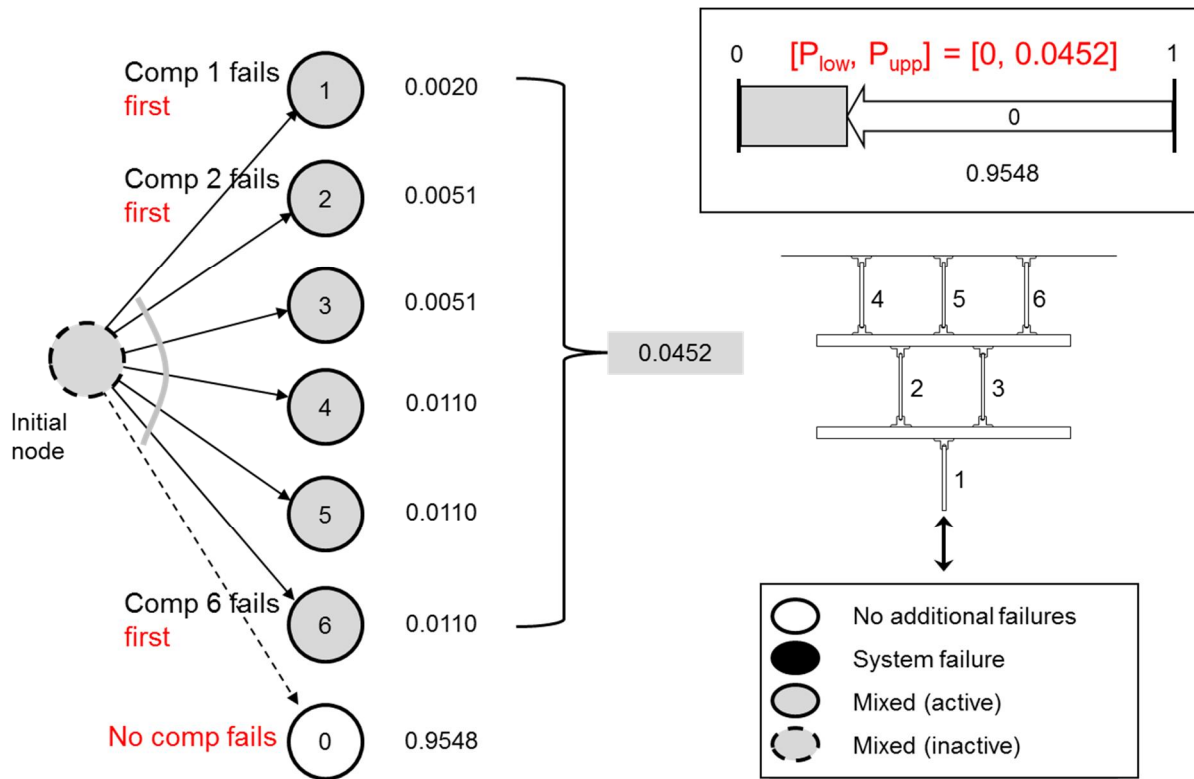 Comp 1 fails
first
1
0.0020
Comp 2 fails
first
2
0.0051
3
0.0051
4
0.0110
5
0.0110
Comp 6 fails
first
6
0.0110
No comp fails
0
0.9548
Initial
node
0.0452
0
[Plow, Pupp] = [0, 0.0452]
1
0
0.9548
4
5
6
2
3
1
No additional failures
System failure
Mixed (active)
Mixed (inactive)